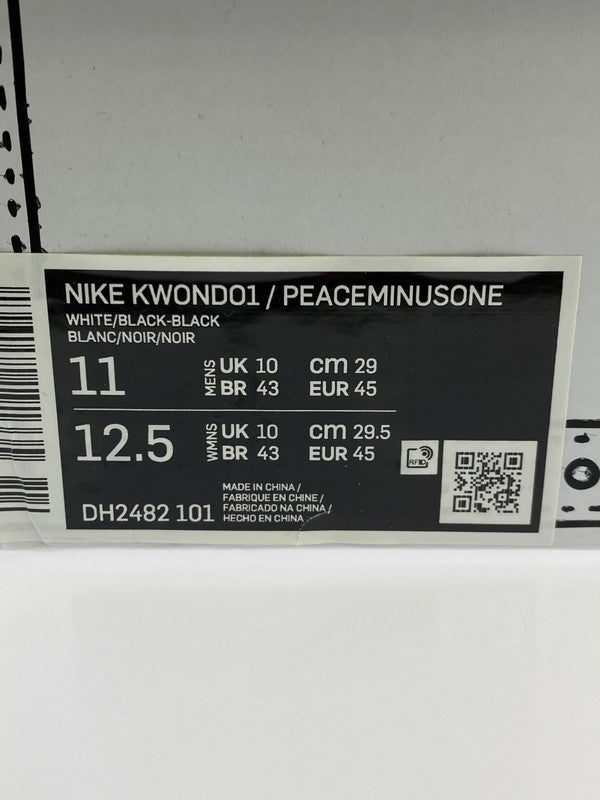 NIKE KWONDO1 / PEACEMINUSONE
WHITE/BLACK-BLACK
BLANC/NOIR/NOIR
11 MENS UK 10 cm 29
BR 43 EUR 45
12.5 WMNS UK 10 cm 29.5
BR 43 EUR 45
RFID
DH2482 101
MADE IN CHINA /
FABRIQUE EN CHINE /
FABRICADO NA CHINA /
HECHO EN CHINA